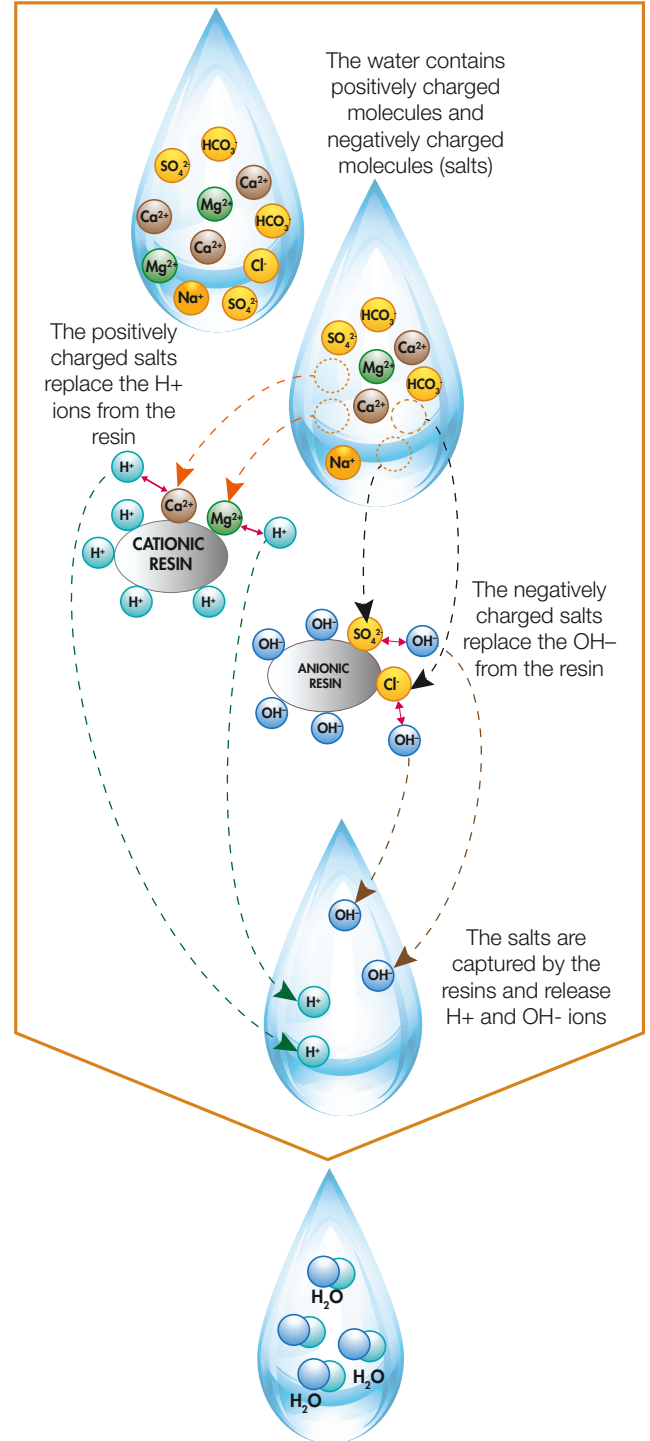 The water contains
positively charged
molecules and
negatively charged
molecules (salts)
HCO₃⁻
SO₄²⁻
Ca²⁺
Mg²⁺
Ca²⁺
HCO₃⁻
Ca²⁺
Mg²⁺
Cl⁻
Na⁺
SO₄²⁻
HCO₃⁻
SO₄²⁻
Ca²⁺
Mg²⁺
HCO₃⁻
Ca²⁺
Na⁺
The positively
charged salts
replace the H+
ions from the
resin
H⁺
Ca²⁺
H⁺
Mg²⁺
H⁺
H⁺
CATIONIC
RESIN
H⁺
H⁺
The negatively
charged salts
replace the OH–
from the resin
OH⁻
SO₄²⁻
OH⁻
OH⁻
ANIONIC
RESIN
Cl⁻
OH⁻
OH⁻
OH⁻
OH⁻
OH⁻
H⁺
H⁺
The salts are
captured by the
resins and release
H+ and OH- ions
H₂O
H₂O
H₂O